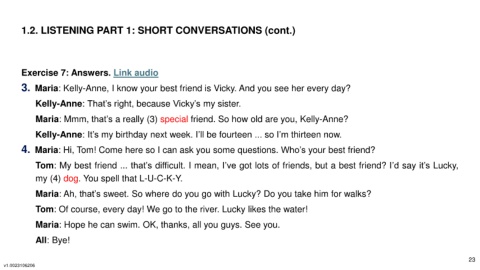 1.2. LISTENING PART 1: SHORT CONVERSATIONS (cont.)
Exercise 7: Answers. Link audio
3. Maria: Kelly-Anne, I know your best friend is Vicky. And you see her every day?
Kelly-Anne: That's right, because Vicky's my sister.
Maria: Mmm, that's a really (3) special friend. So how old are you, Kelly-Anne?
Kelly-Anne: It's my birthday next week. I'll be fourteen ... so I'm thirteen now.
4. Maria: Hi, Tom! Come here so I can ask you some questions. Who's your best friend?
Tom: My best friend ... that's difficult. I mean, I've got lots of friends, but a best friend? I'd say it's Lucky,
my (4) dog. You spell that L-U-C-K-Y.
Maria: Ah, that's sweet. So where do you go with Lucky? Do you take him for walks?
Tom: Of course, every day! We go to the river. Lucky likes the water!
Maria: Hope he can swim. OK, thanks, all you guys. See you.
All: Bye!
23